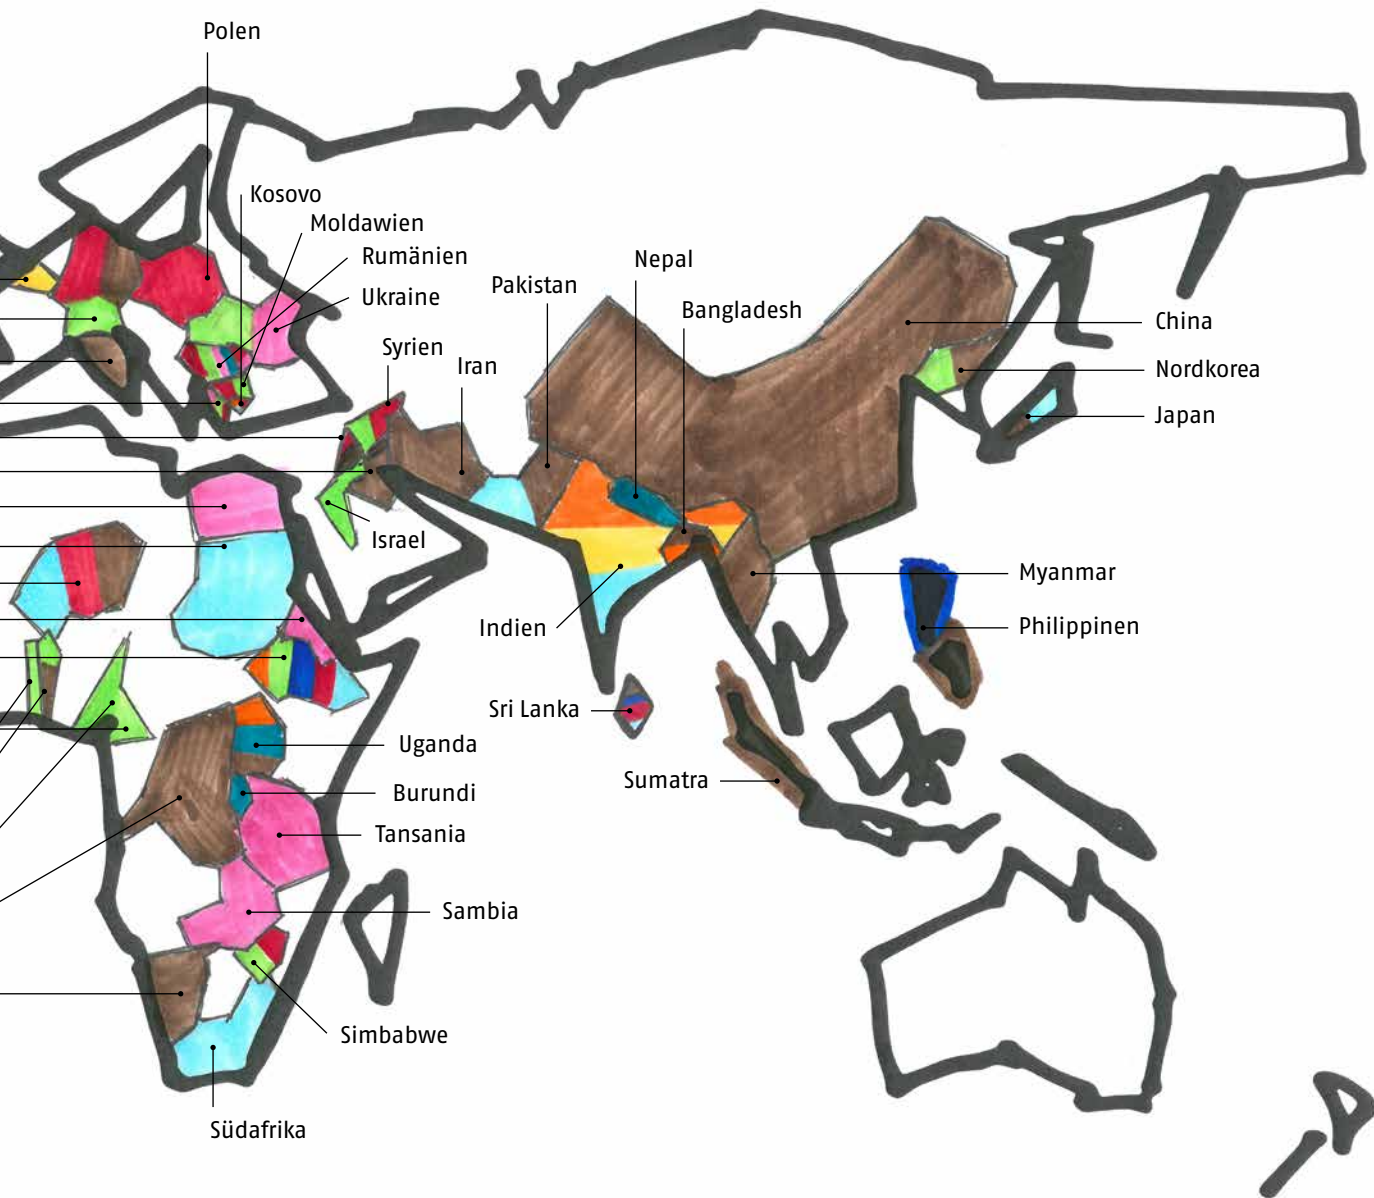 Polen
Kosovo
Moldawien
Rumänien
Nepal
Pakistan
Ukraine
Bangladesh
China
Syrien
Iran
Nordkorea
Japan
Israel
Myanmar
Indien
Philippinen
Sri Lanka
Uganda
Sumatra
Burundi
Tansania
Sambia
Simbabwe
Südafrika